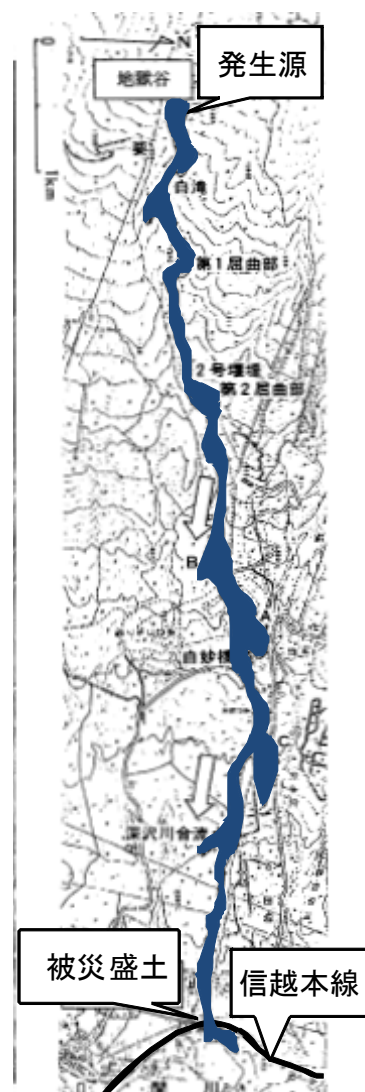 0
N
1km
発生源
地獄谷
白滝
第1屈曲部
2号堰堤
第2屈曲部
B
A
白妙橋
C
深沢川合流
被災盛土
信越本線
関
川